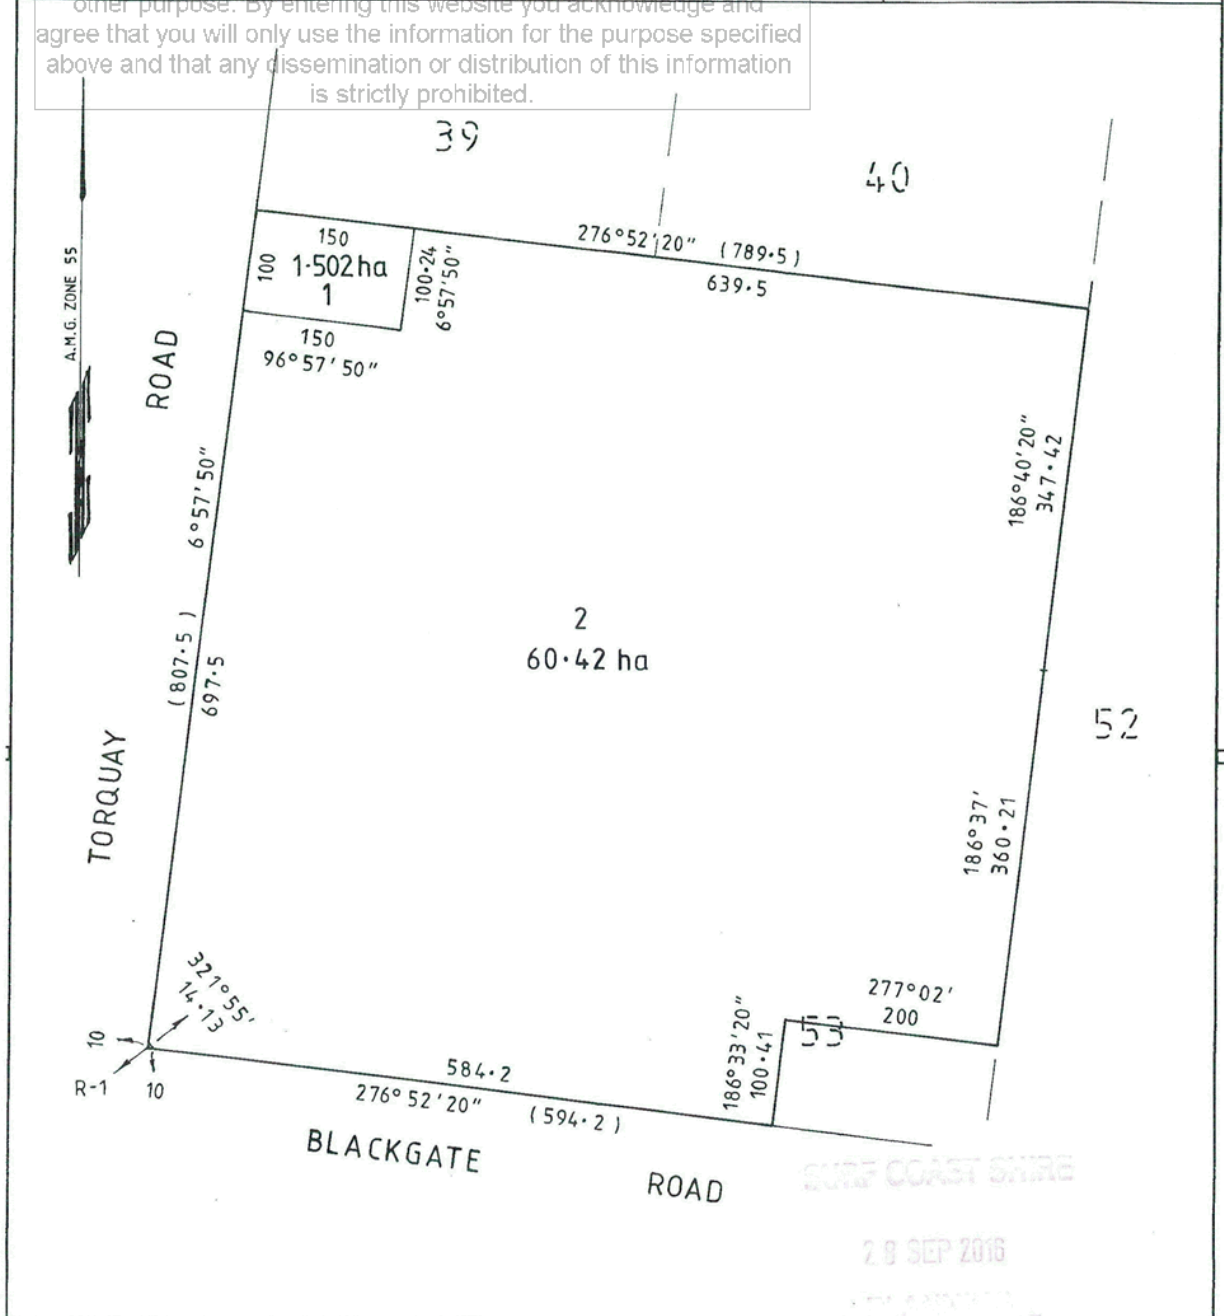 other purpose. By entering this website you acknowledge and
agree that you will only use the information for the purpose specified
above and that any dissemination or distribution of this information
is strictly prohibited.
39
40
A.M.G. ZONE 55
150
100
1·502ha
1
100·24
6°57'50"
150
96°57'50"
276°52'20" (789·5)
639·5
ROAD
6°57'50"
(807·5)
697·5
TORQUAY
186°40'20"
347·42
2
60·42 ha
52
186°37'
360·21
321°55'
14·13
10
R-1
10
584·2
276°52'20" (594·2)
186°33'20"
100·41
277°02'
200
53
BLACKGATE
ROAD
SURF COAST SHIRE
28 SEP 2016